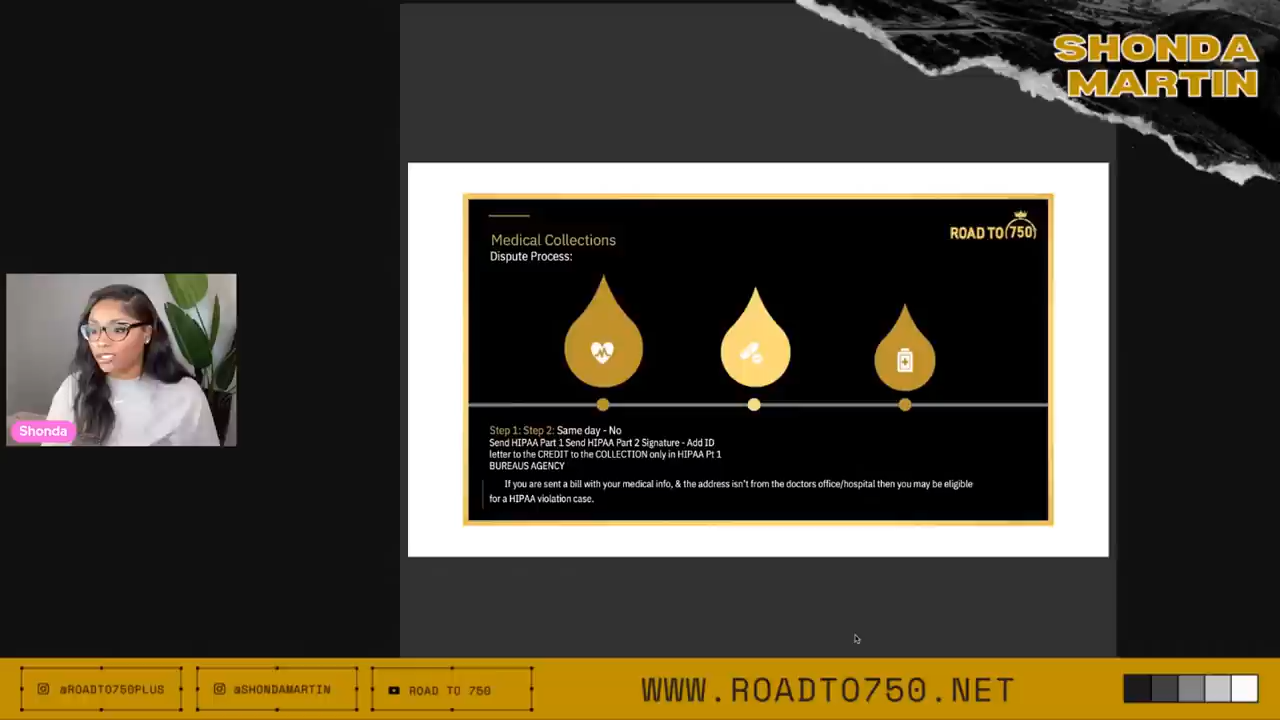 SHONDA
MARTIN
ROAD TO (750)
Medical Collections
Dispute Process:
Step 1: Step 2: Same day - No
Send HIPAA Part 1 Send HIPAA Part 2 Signature - Add ID
letter to the CREDIT to the COLLECTION only in HIPAA Pt 1
BUREAUS AGENCY
If you are sent a bill with your medical info, & the address isn't from the doctors office/hospital then you may be eligible
for a HIPAA violation case.
Shonda
@ROADTO750PLUS
@SHONDAMARTIN
ROAD TO 750
WWW.ROADTO750.NET